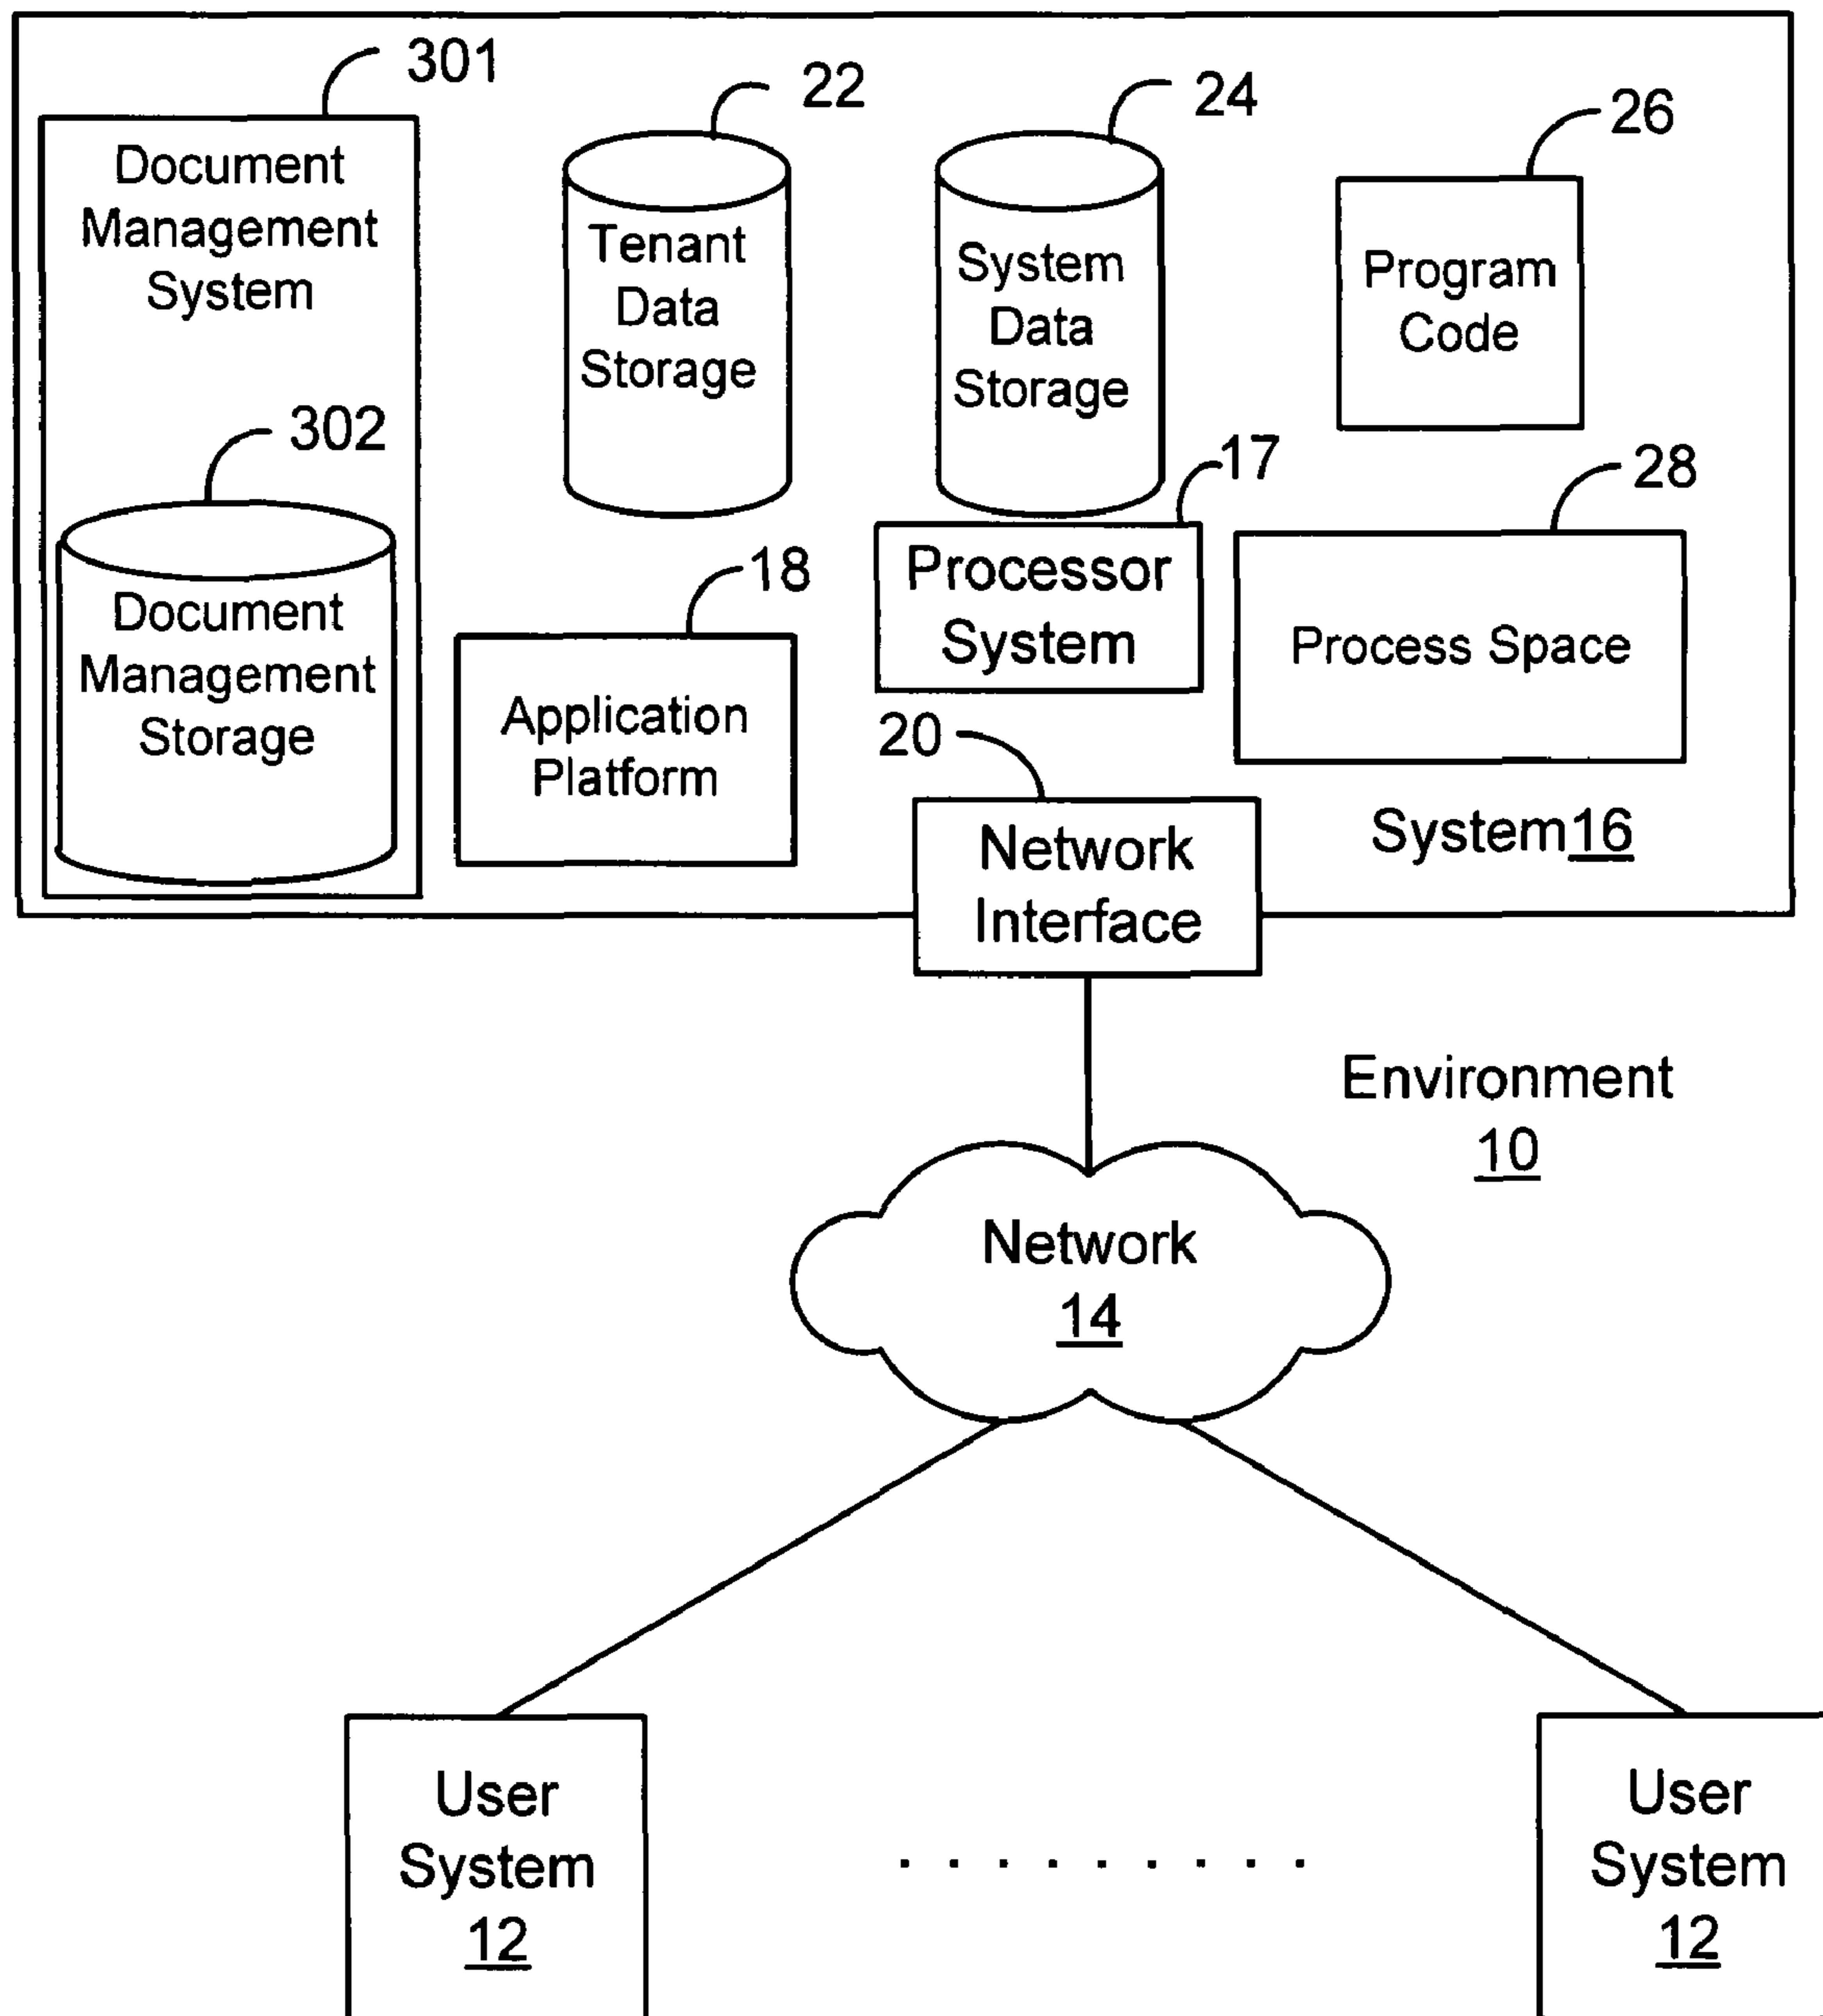 301
22
24
26
Document
Management
System
Tenant
Data
Storage
System
Data
Storage
Program
Code
302
17
28
Document
Management
Storage
18
Application
Platform
Processor
System
Process Space
20
Network
Interface
System 16
Environment
10
Network
14
User
System
12
. . . . . . . . .
User
System
12